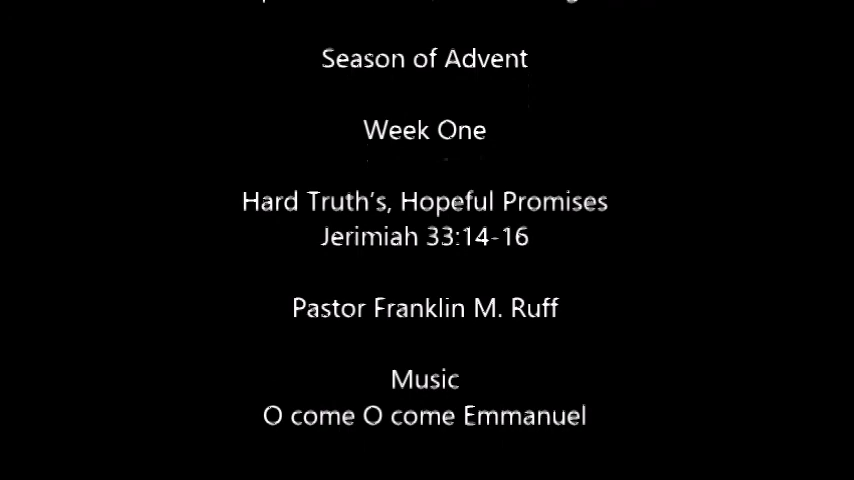 Season of Advent
Week One
Hard Truth's, Hopeful Promises
Jerimiah 33:14-16
Pastor Franklin M. Ruff
Music
O come O come Emmanuel